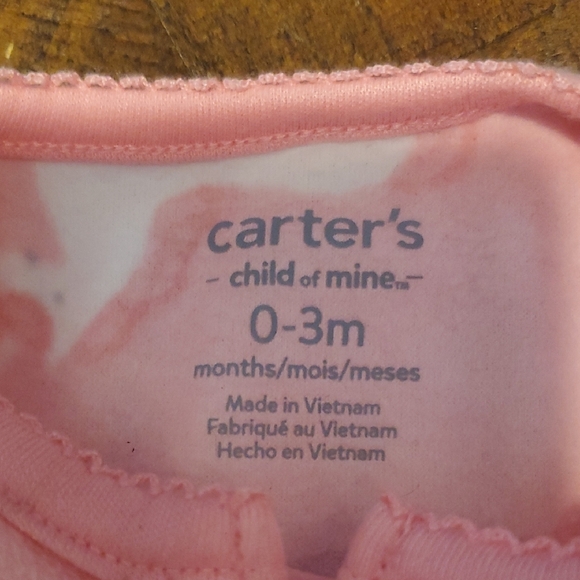 carter's
- child of mine™ -
0-3m
months/mois/meses
Made in Vietnam
Fabriqué au Vietnam
Hecho en Vietnam